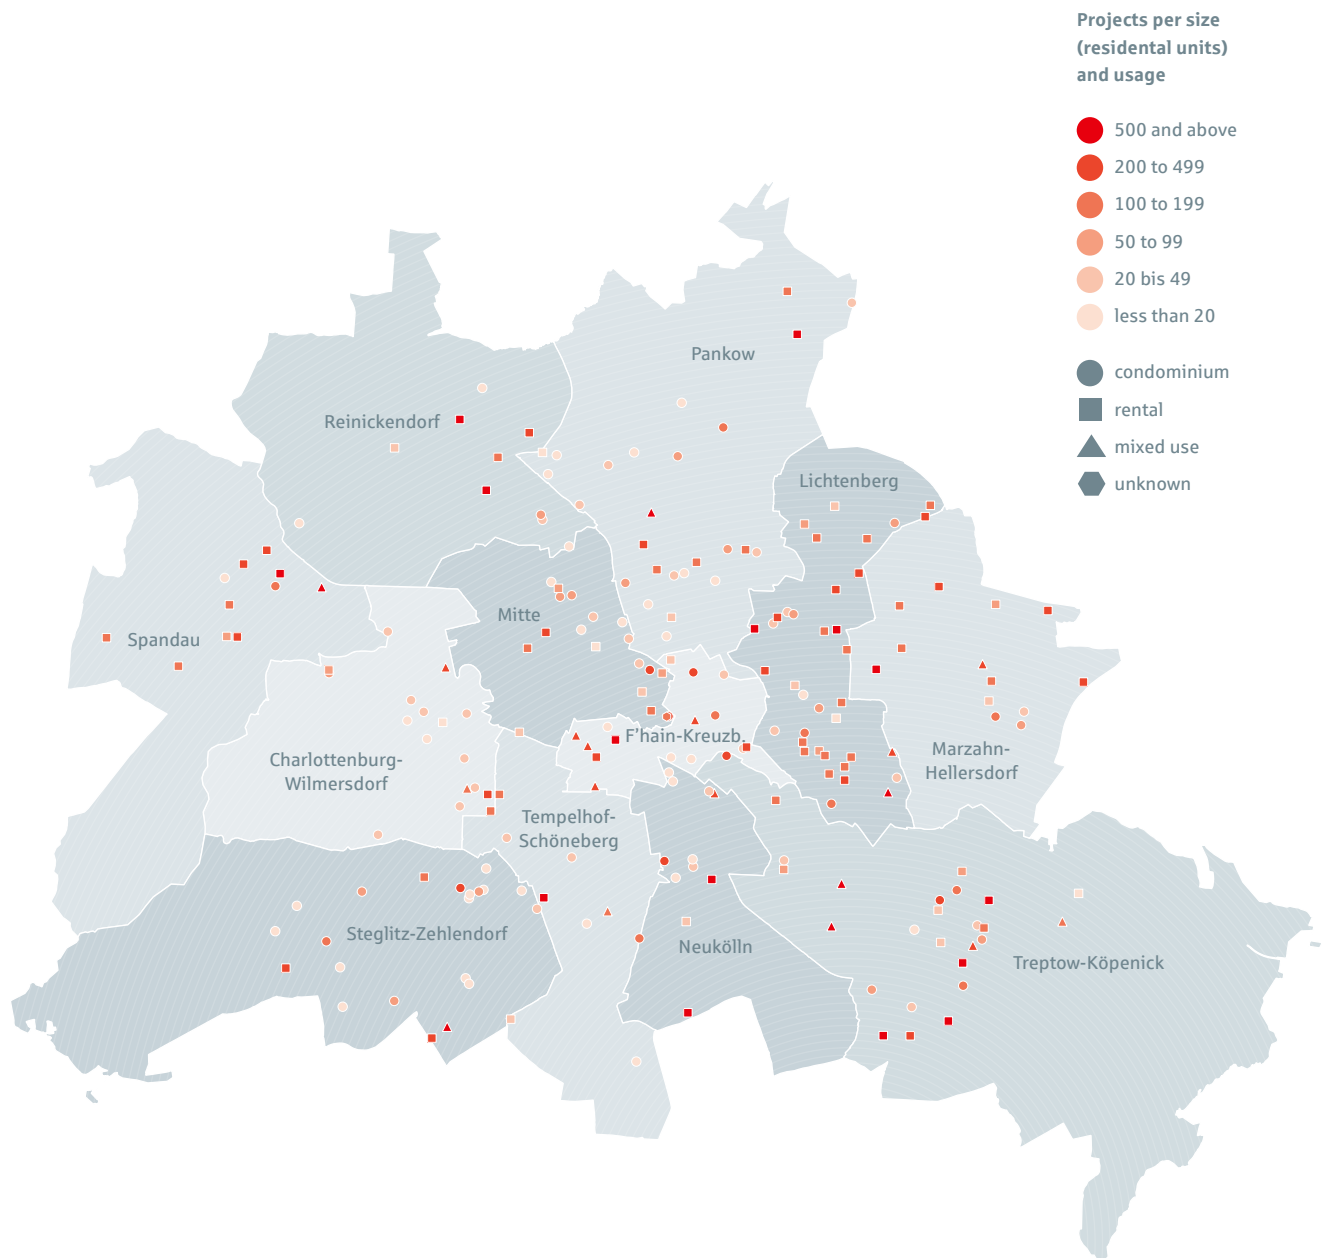 Projects per size
(residental units)
and usage
500 and above
200 to 499
100 to 199
50 to 99
20 bis 49
less than 20
condominium
rental
mixed use
unknown
Pankow
Reinickendorf
Lichtenberg
Mitte
Spandau
F'hain-Kreuzb.
Charlottenburg-
Wilmersdorf
Marzahn-
Hellersdorf
Tempelhof-
Schöneberg
Steglitz-Zehlendorf
Neukölln
Treptow-Köpenick